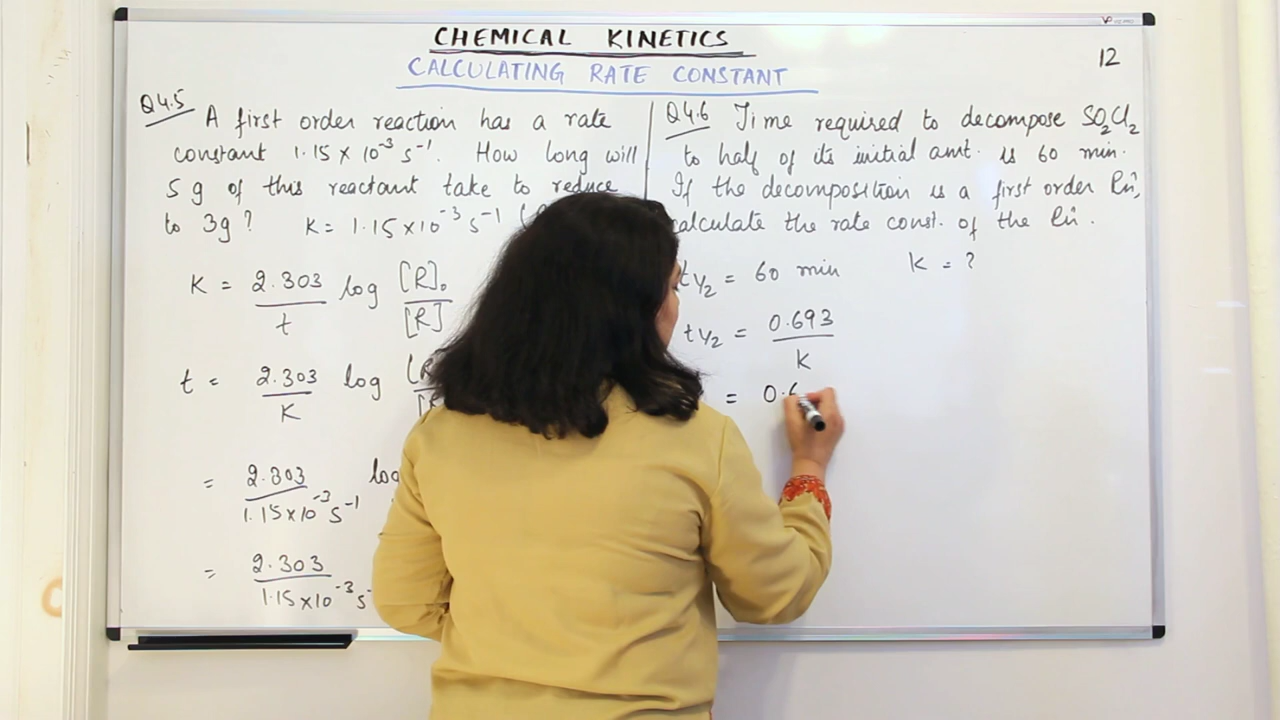 CHEMICAL KINETICS
CALCULATING RATE CONSTANT
12
Q4.5 A first order reaction has a rate
constant 1.15 × 10⁻³ s⁻¹. How long will
5 g of this reactant take to reduce
to 3g? K = 1.15×10⁻³ s⁻¹
K = 2.303/t log [R]₀/[R]
t = 2.303/K log
= 2.303/1.15×10⁻³ s⁻¹ log
= 2.303/1.15×10⁻³ s
Q4.6 Time required to decompose SO₂Cl₂
to half of its initial amt. is 60 min.
If the decomposition is a first order Rn,
calculate the rate const. of the Rn.
t1/2 = 60 min K = ?
t1/2 = 0.693/K
= 0.6